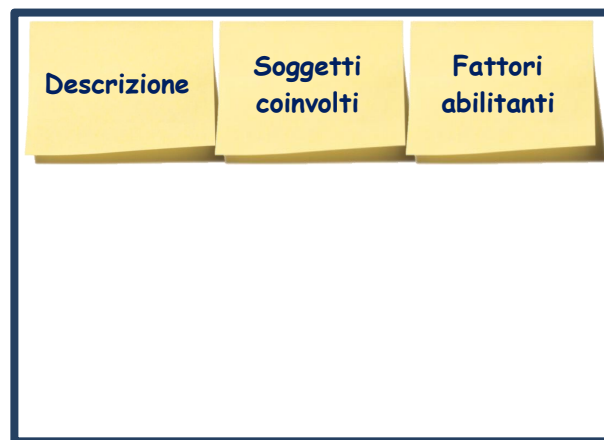 Descrizione
Soggetti
coinvolti
Fattori
abilitanti